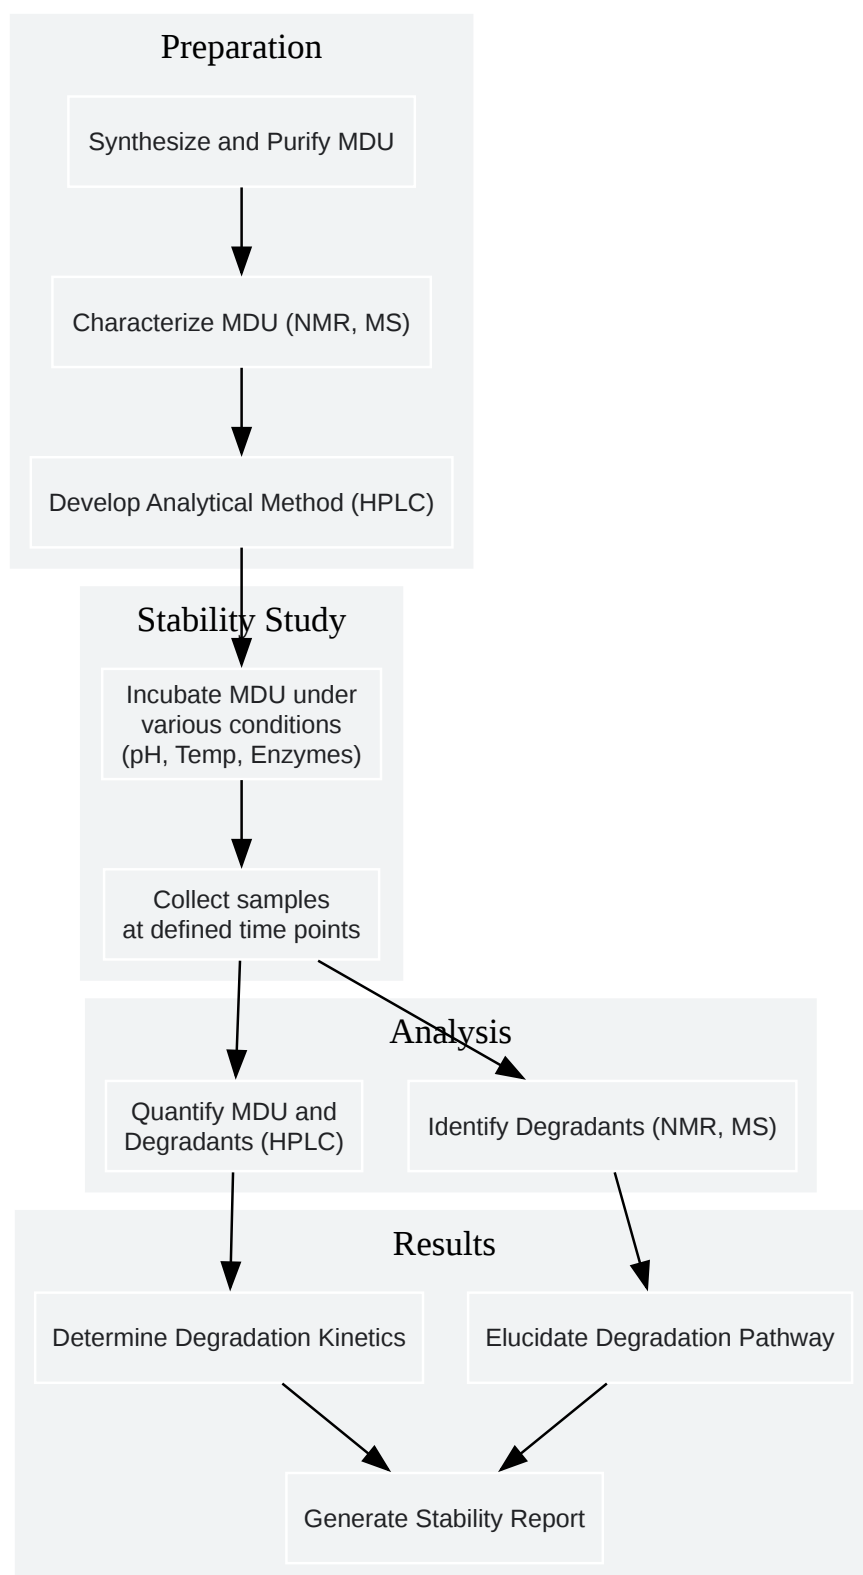 Preparation
Synthesize and Purify MDU
Characterize MDU (NMR, MS)
Develop Analytical Method (HPLC)
Stability Study
Incubate MDU under
various conditions
(pH, Temp, Enzymes)
Collect samples
at defined time points
Analysis
Quantify MDU and
Degradants (HPLC)
Identify Degradants (NMR, MS)
Results
Determine Degradation Kinetics
Elucidate Degradation Pathway
Generate Stability Report